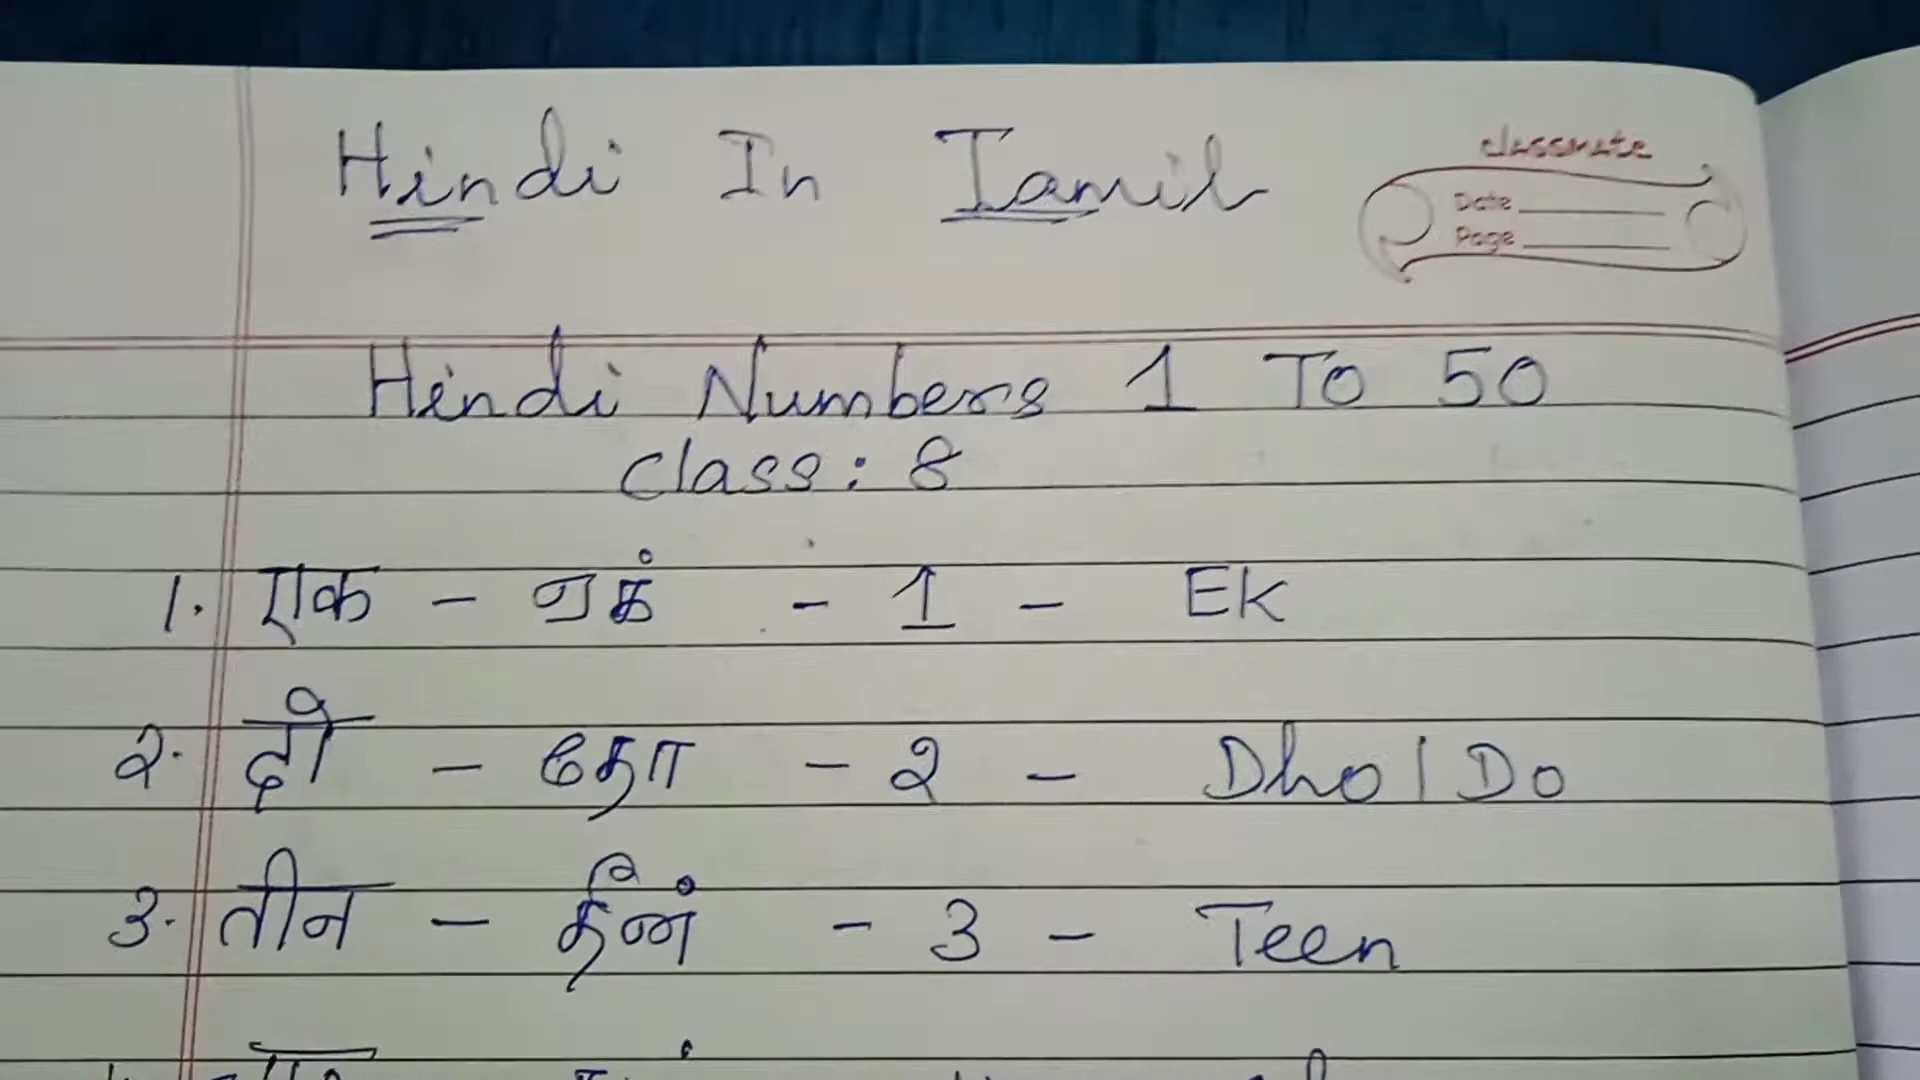 Hindi In Tamil
classmate
Date
Page
Hindi Numbers 1 To 50
Class: 8
1. एक - ஏக் - 1 - EK
2. दो - தோ - 2 - Dho / Do
3. तीन - தீன் - 3 - Teen